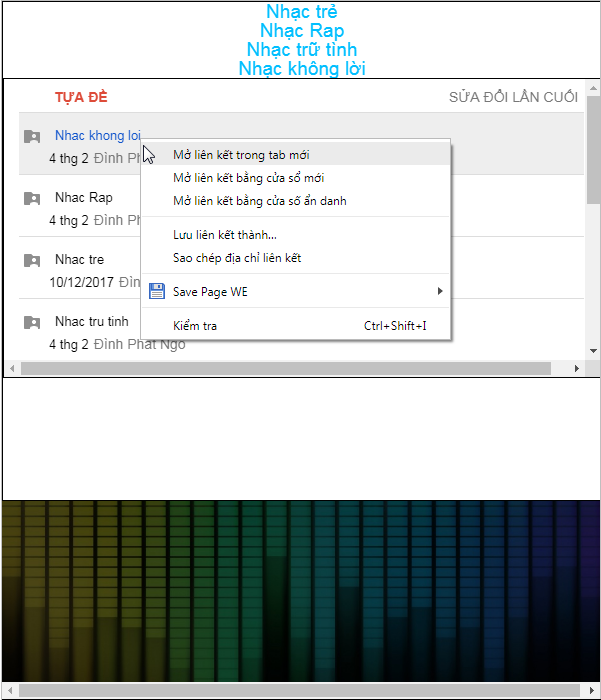 Nhạc trẻ
Nhạc Rap
Nhạc trữ tình
Nhạc không lời
TỰA ĐỀ SỬA ĐỔI LẦN CUỐI
Nhac khong loi
4 thg 2 Đình Ph
Nhac Rap
4 thg 2 Đình Ph
Nhac tre
10/12/2017 Đìn
Nhac tru tinh
4 thg 2 Đình Phát Ngô
Mở liên kết trong tab mới
Mở liên kết bằng cửa sổ mới
Mở liên kết bằng cửa sổ ẩn danh
Lưu liên kết thành...
Sao chép địa chỉ liên kết
Save Page WE
Kiểm tra Ctrl+Shift+I